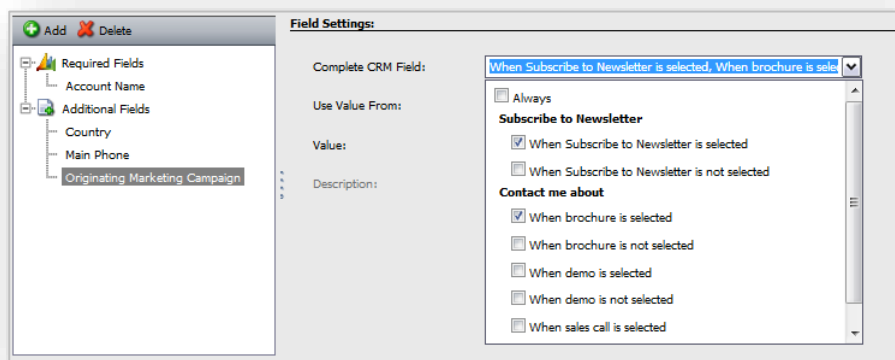 Add Delete
Required Fields
Account Name
Additional Fields
Country
Main Phone
Originating Marketing Campaign
Field Settings:
Complete CRM Field:
When Subscribe to Newsletter is selected, When brochure is sele
Use Value From:
Value:
Description:
Always
Subscribe to Newsletter
When Subscribe to Newsletter is selected
When Subscribe to Newsletter is not selected
Contact me about
When brochure is selected
When brochure is not selected
When demo is selected
When demo is not selected
When sales call is selected